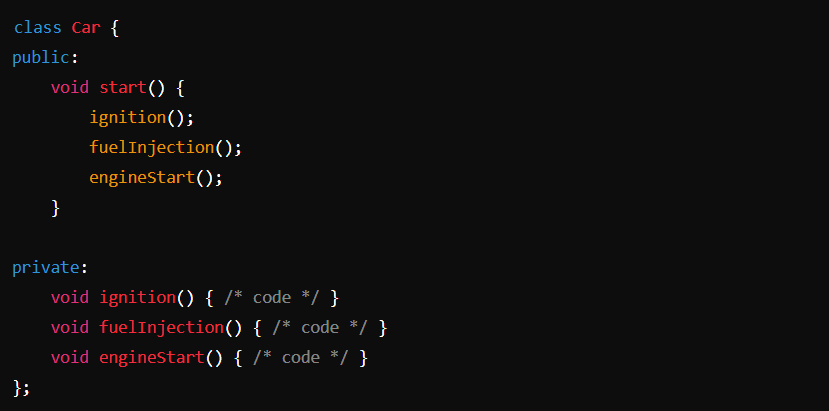 class Car {
public:
    void start() {
        ignition();
        fuelInjection();
        engineStart();
    }

private:
    void ignition() { /* code */ }
    void fuelInjection() { /* code */ }
    void engineStart() { /* code */ }
};